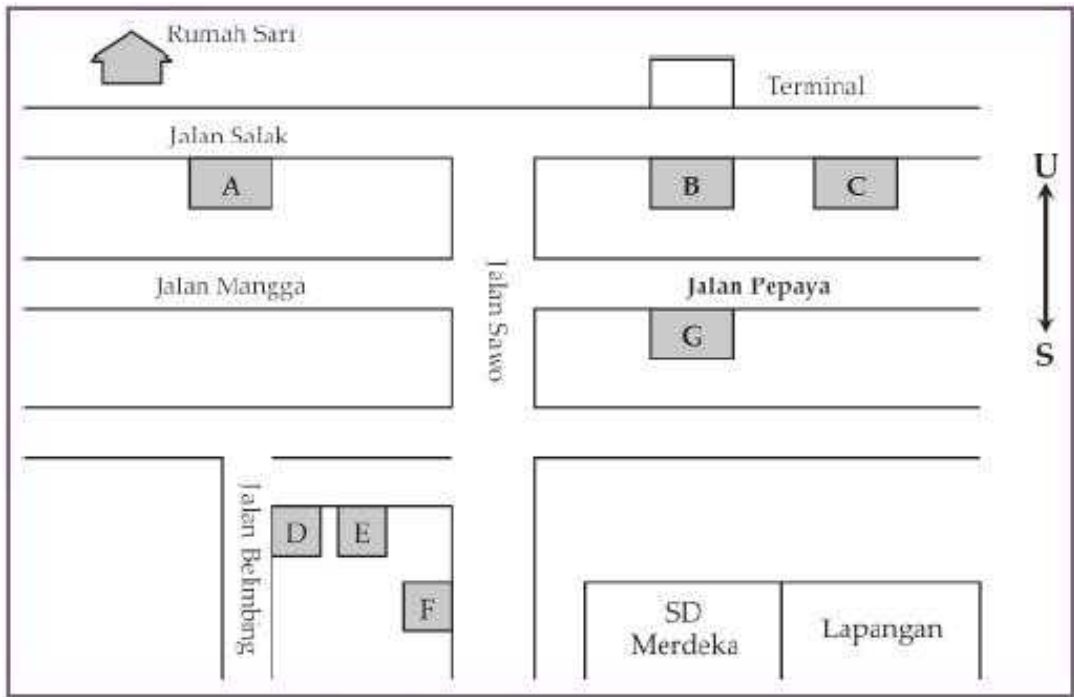 Rumah Sari
Terminal
Jalan Salak
A
B
C
U
Jalan Mangga
Jalan Sawo
Jalan Pepaya
G
S
Jalan Belimbing
D
E
F
SD
Merdeka
Lapangan